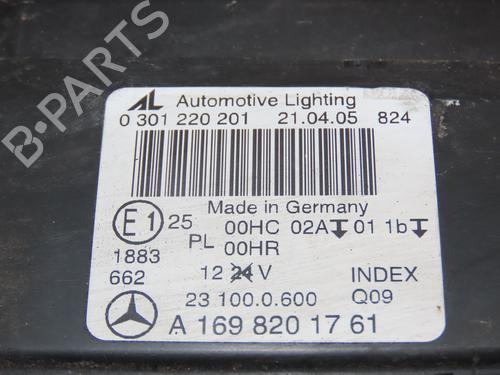 B-PARTS
AL Automotive Lighting
0 301 220 201 21.04.05 824
Made in Germany
E1 25 00HC 02A 01 1b
PL 00HR
1883
662 12 24 V INDEX
23 100.0.600 Q09
A 169 820 17 61